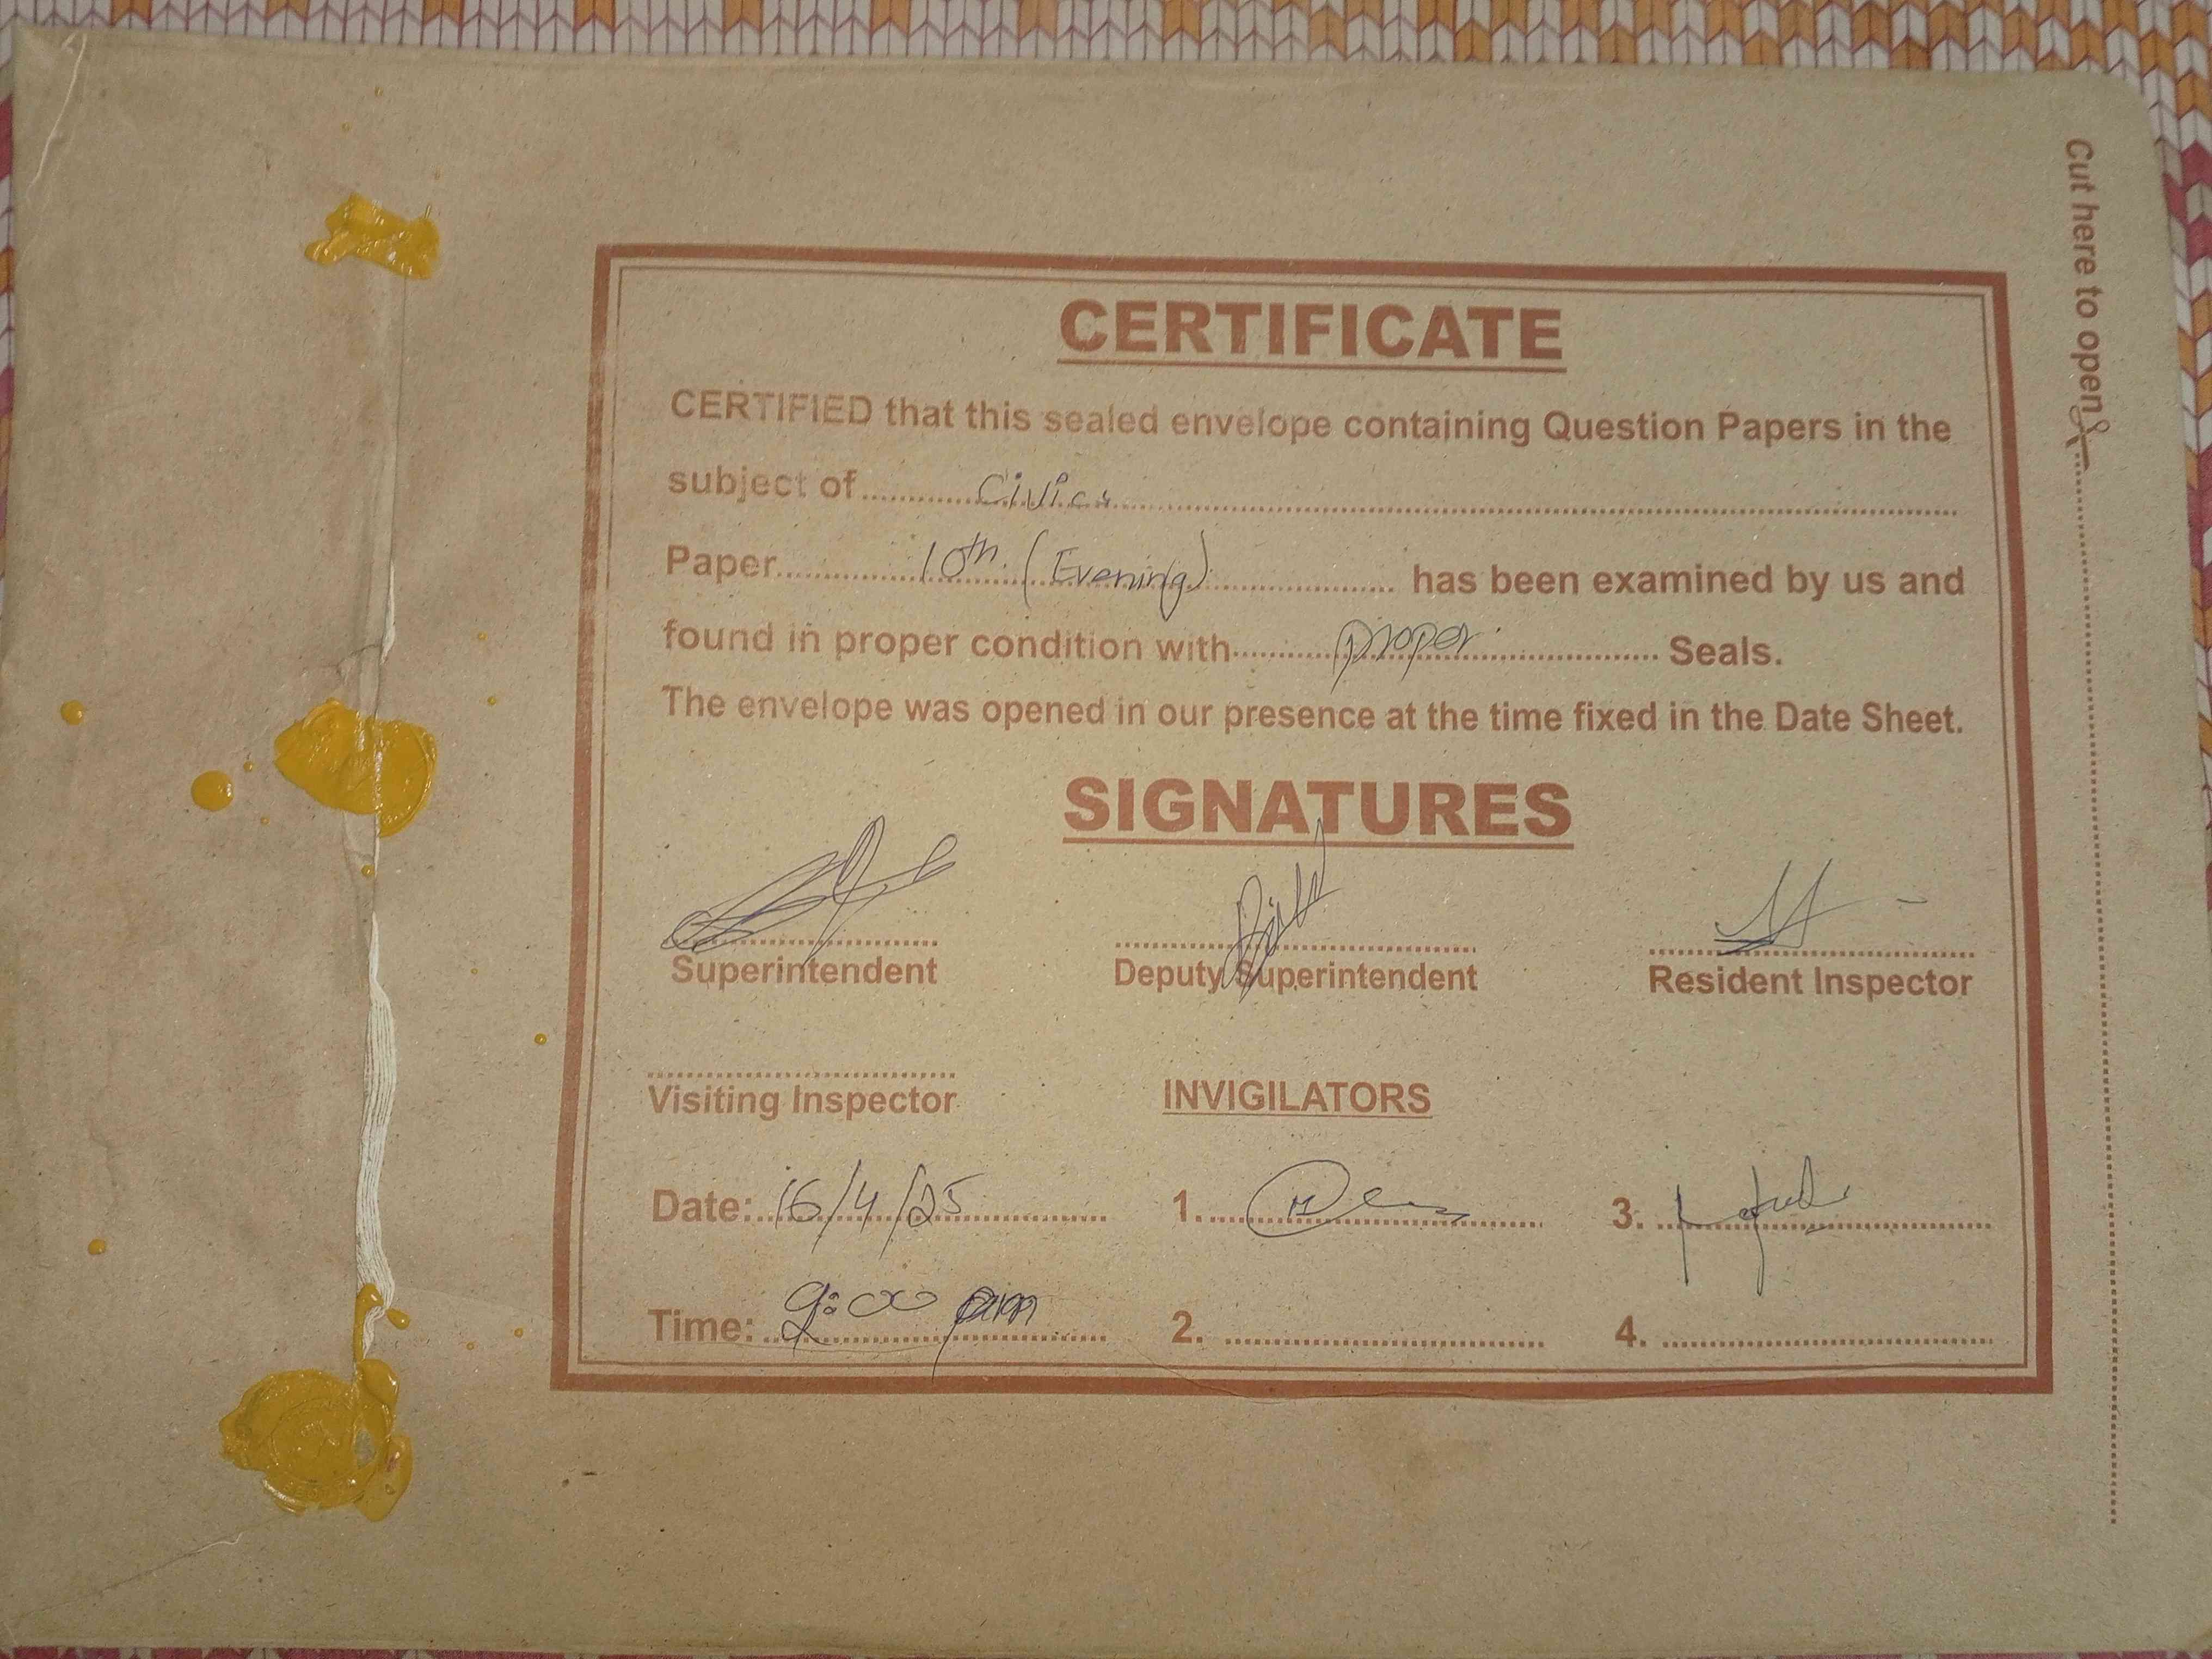 CERTIFICATE
CERTIFIED that this sealed envelope containing Question Papers in the
subject of Civics
Paper 10th (Evening) has been examined by us and
found in proper condition with proper Seals.
The envelope was opened in our presence at the time fixed in the Date Sheet.
SIGNATURES
Superintendent Deputy Superintendent Resident Inspector
Visiting Inspector INVIGILATORS
Date: 16/4/25 1. 3.
Time: 2. 4.
Cut here to open